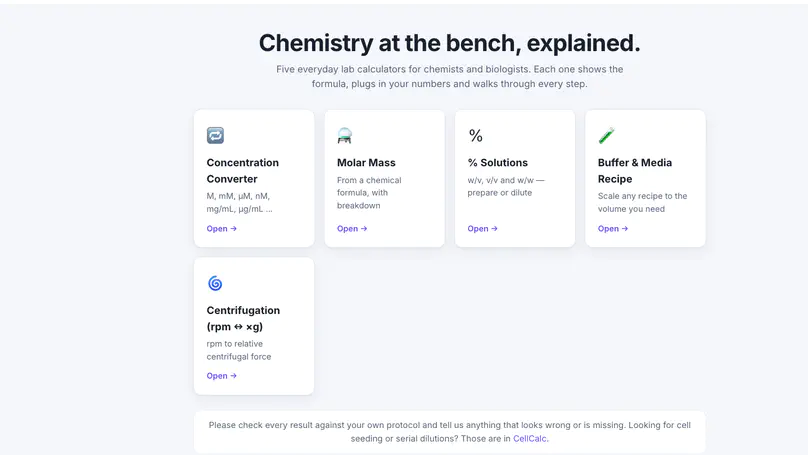 Chemistry at the bench, explained.
Five everyday lab calculators for chemists and biologists. Each one shows the
formula, plugs in your numbers and walks through every step.
Concentration
Converter
M, mM, µM, nM,
mg/mL, µg/mL ...
Open →
Molar Mass
From a chemical
formula, with
breakdown
Open →
%
% Solutions
w/v, v/v and w/w —
prepare or dilute
Open →
Buffer & Media
Recipe
Scale any recipe to the
volume you need
Open →
Centrifugation
(rpm ↔ ×g)
rpm to relative
centrifugal force
Open →
Please check every result against your own protocol and tell us anything that looks wrong or is missing. Looking for cell
seeding or serial dilutions? Those are in CellCalc.